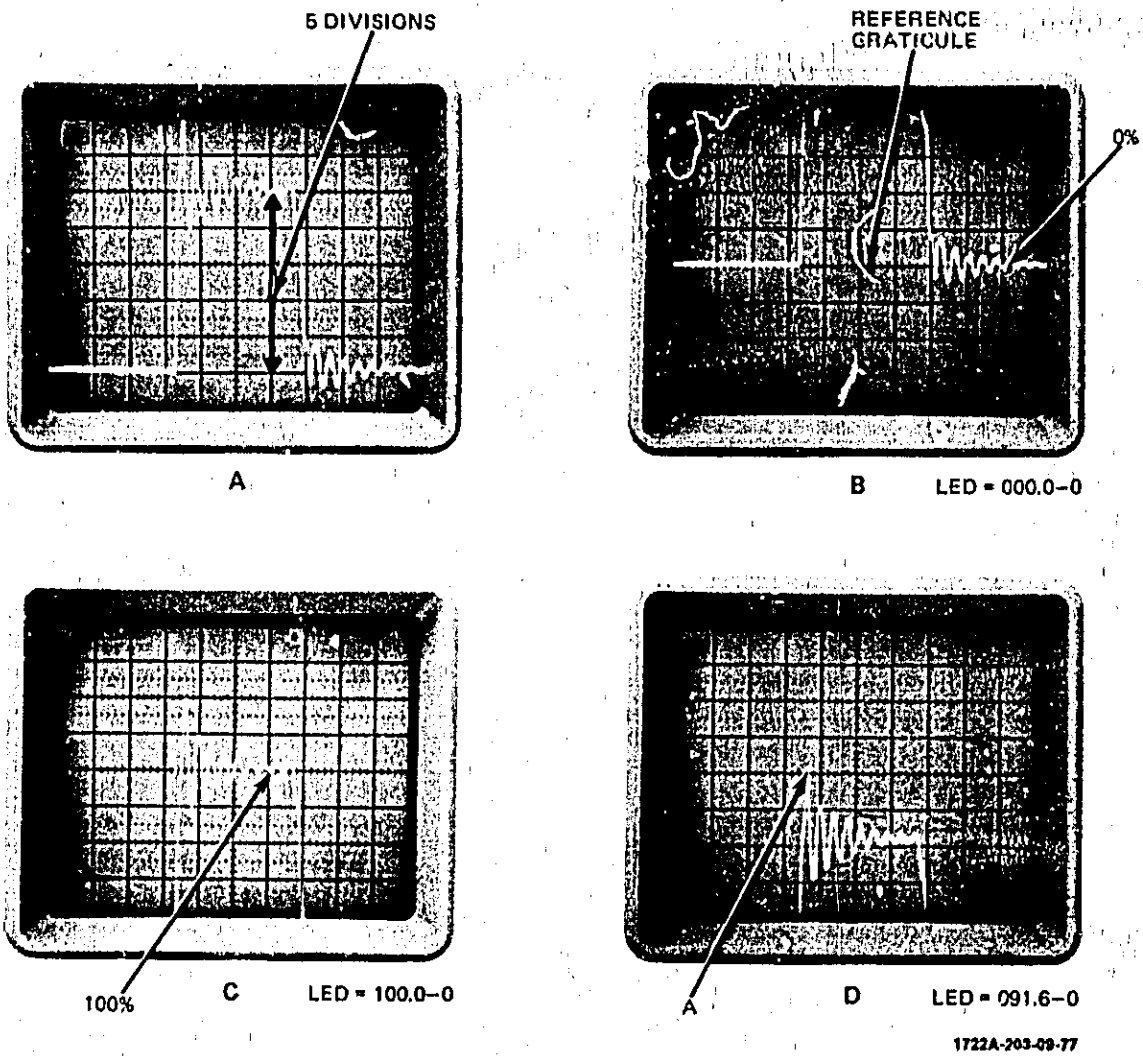 5 DIVISIONS
REFERENCE
GRATICULE
0%
A
B LED = 000.0-0
100%
C LED = 100.0-0
A
D LED = 091.6-0
1722A-203-09-77